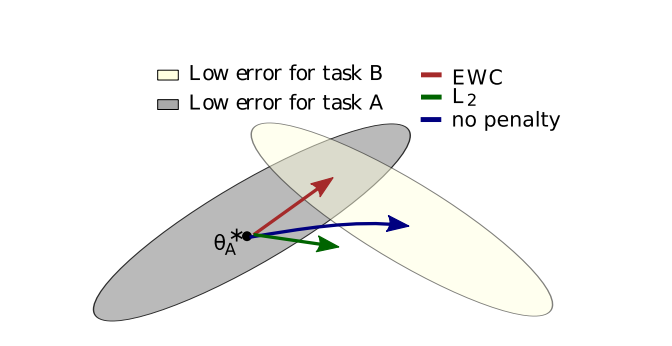 Low error for task B
Low error for task A
EWC
L2
no penalty
θA*